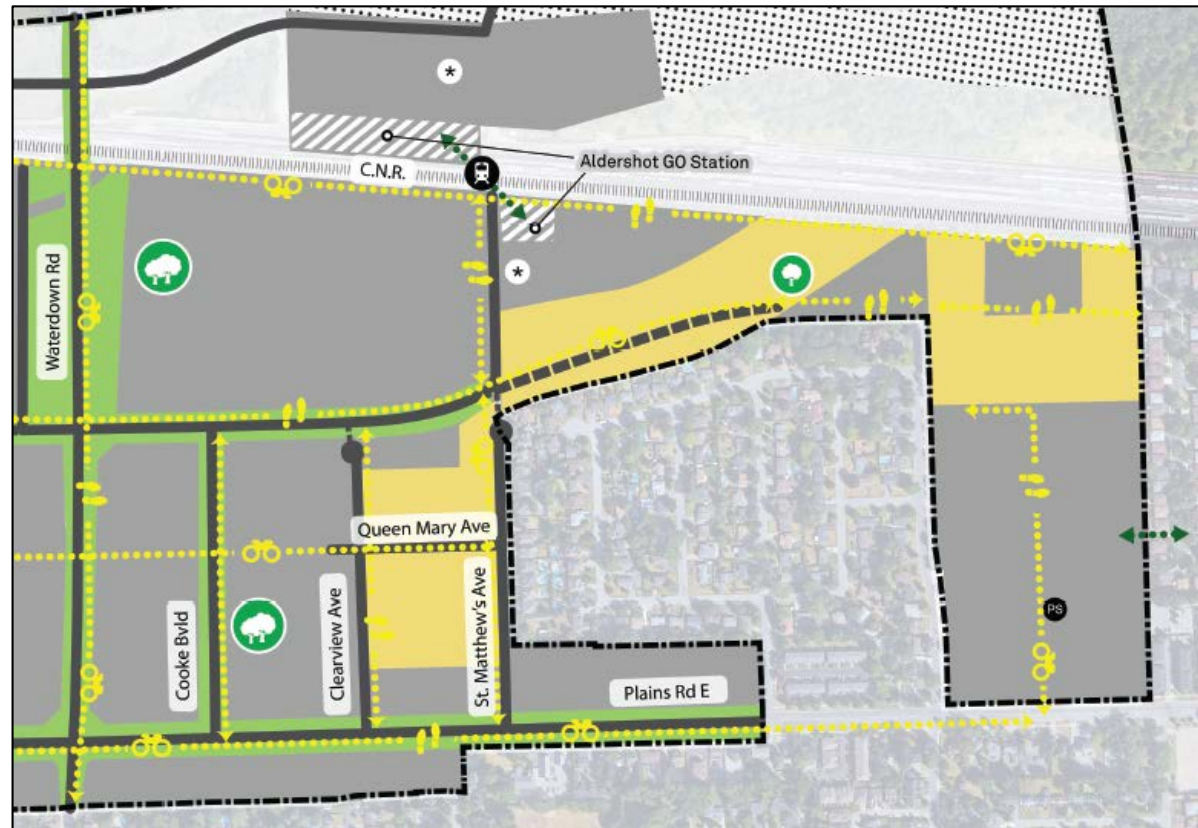 *
Aldershot GO Station
C.N.R.
*
Waterdown Rd
Queen Mary Ave
Cooke Bvld
Clearview Ave
St. Matthew's Ave
PS
Plains Rd E